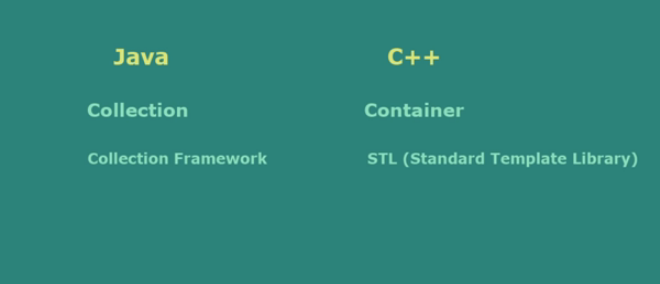 Java C++
Collection Container
Collection Framework STL (Standard Template Library)